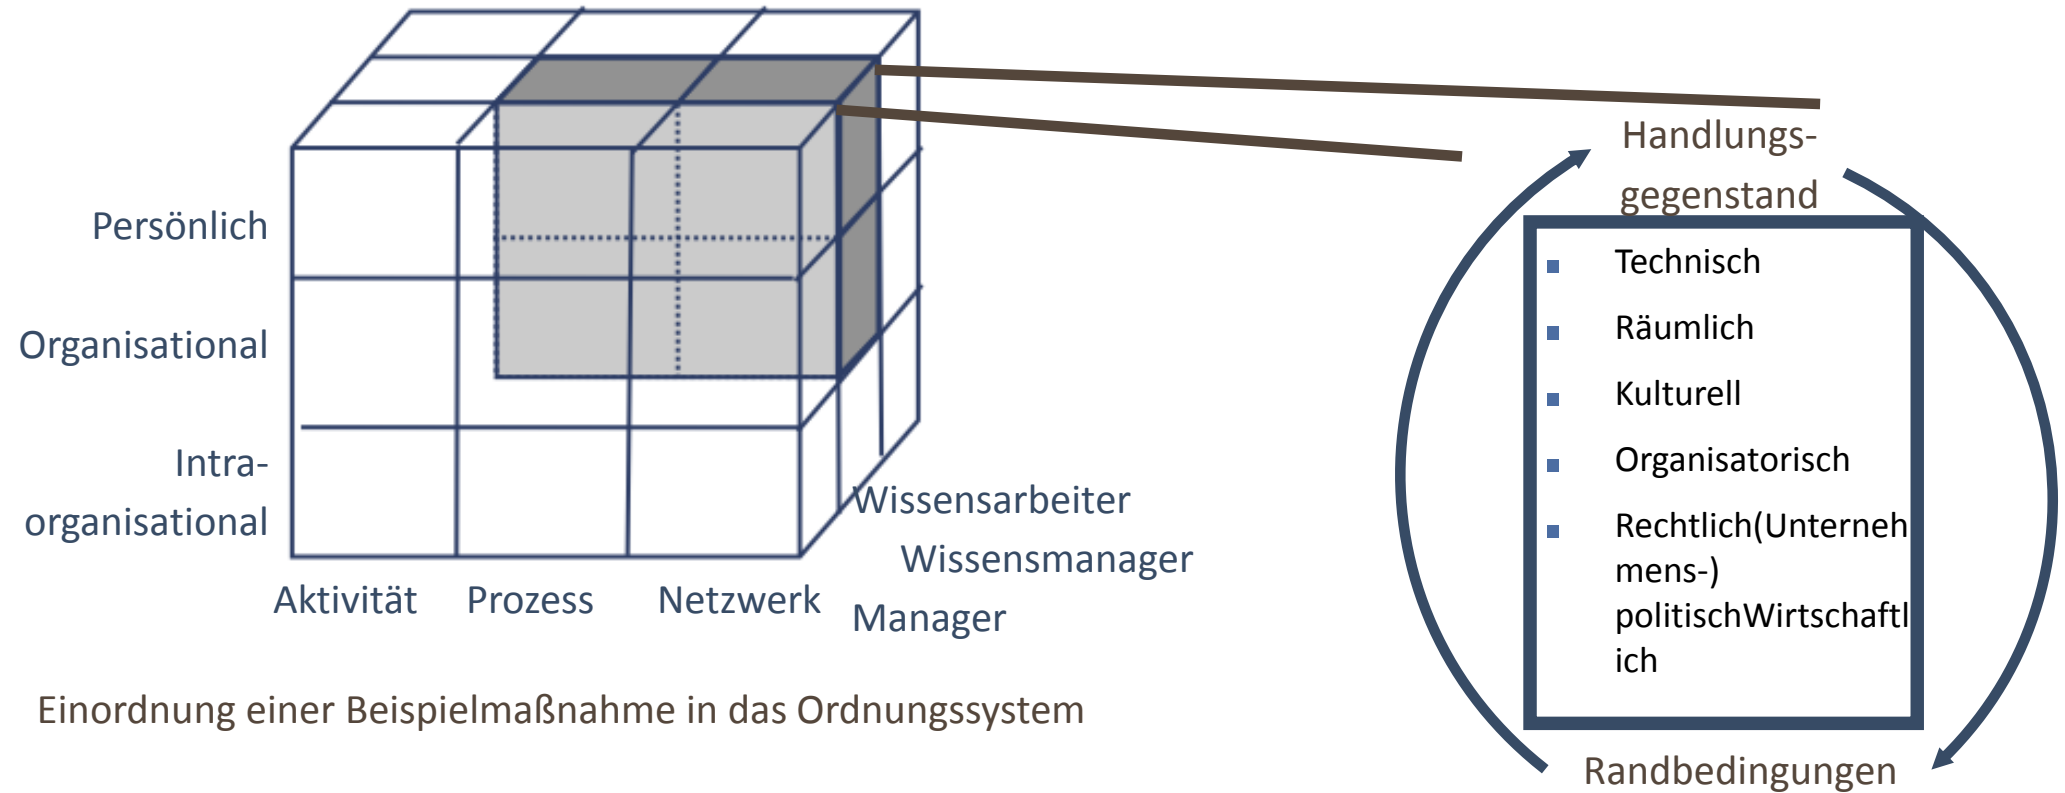 Persönlich
Organisational
Intra-
organisational
Aktivität
Prozess
Netzwerk
Wissensarbeiter
Wissensmanager
Manager
Einordnung einer Beispielmaßnahme in das Ordnungssystem
Handlungs-
gegenstand
Technisch
Räumlich
Kulturell
Organisatorisch
Rechtlich(Unterneh
mens-)
politischWirtschaftl
ich
Randbedingungen